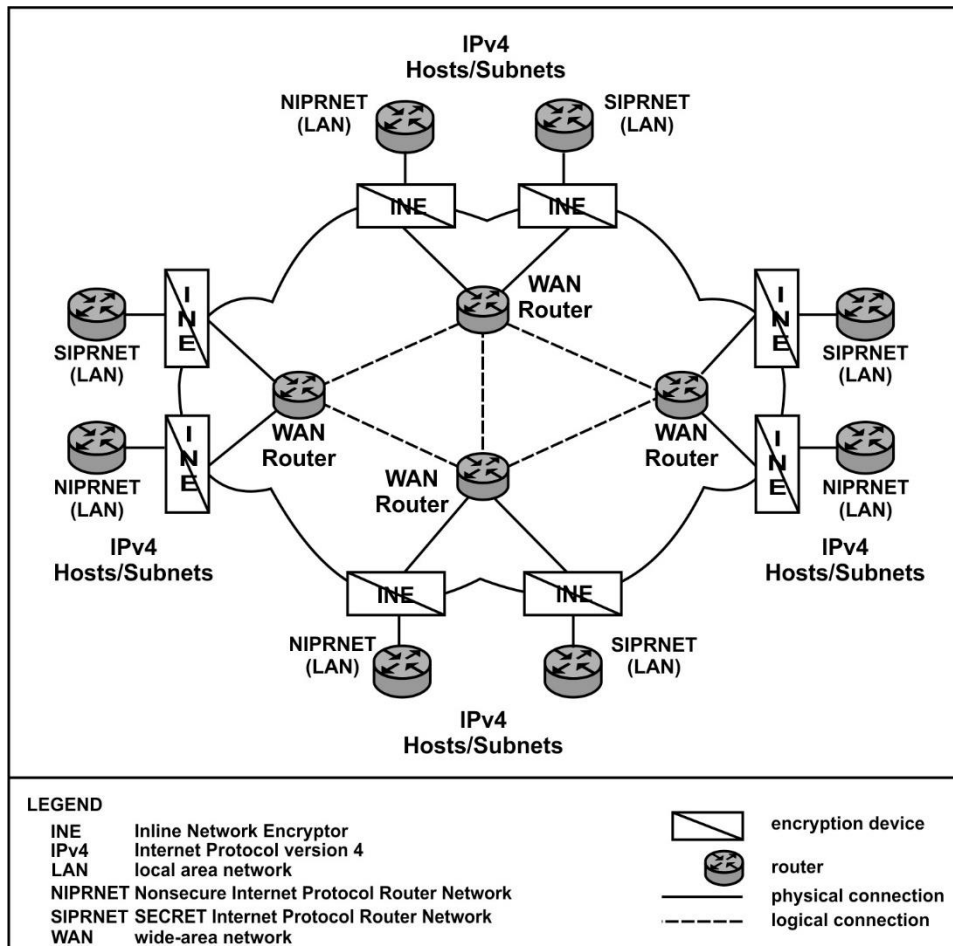 IPv4
Hosts/Subnets
NIPRNET
(LAN)
SIPRNET
(LAN)
INE
INE
WAN
Router
INE
SIPRNET
(LAN)
INE
SIPRNET
(LAN)
WAN
Router
WAN
Router
INE
NIPRNET
(LAN)
WAN
Router
INE
NIPRNET
(LAN)
IPv4
Hosts/Subnets
IPv4
Hosts/Subnets
INE
INE
NIPRNET
(LAN)
SIPRNET
(LAN)
IPv4
Hosts/Subnets
LEGEND
INE Inline Network Encryptor
IPv4 Internet Protocol version 4
LAN local area network
NIPRNET Nonsecure Internet Protocol Router Network
SIPRNET SECRET Internet Protocol Router Network
WAN wide-area network
encryption device
router
physical connection
logical connection